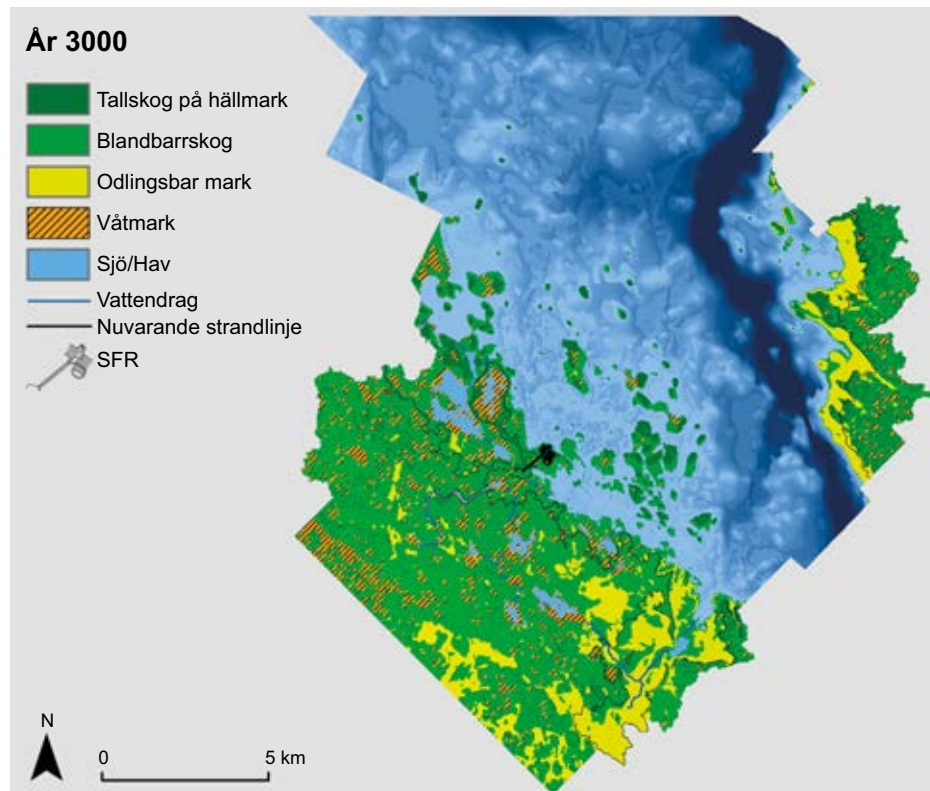 År 3000
Tallskog på hällmark
Blandbarrskog
Odlingsbar mark
Våtmark
Sjö/Hav
Vattendrag
Nuvarande strandlinje
SFR
N
0 5 km